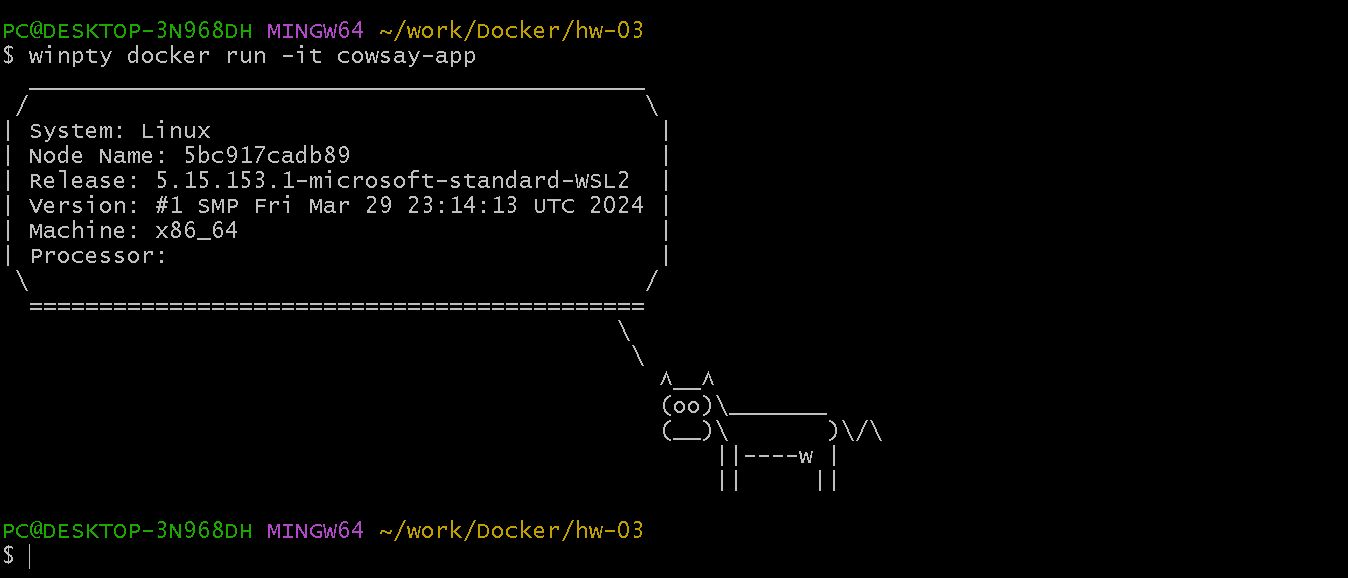 PC@DESKTOP-3N968DH MINGW64 ~/work/Docker/hw-03
$ winpty docker run -it cowsay-app
  ____________________________________________
 /                                            \
| System: Linux                                |
| Node Name: 5bc917cadb89                      |
| Release: 5.15.153.1-microsoft-standard-WSL2  |
| Version: #1 SMP Fri Mar 29 23:14:13 UTC 2024 |
| Machine: x86_64                              |
| Processor:                                   |
 \                                            /
  ============================================
                                            \
                                             \
                                               ^__^
                                               (oo)\_______
                                               (__)\       )\/\
                                                   ||----w |
                                                   ||     ||
PC@DESKTOP-3N968DH MINGW64 ~/work/Docker/hw-03
$